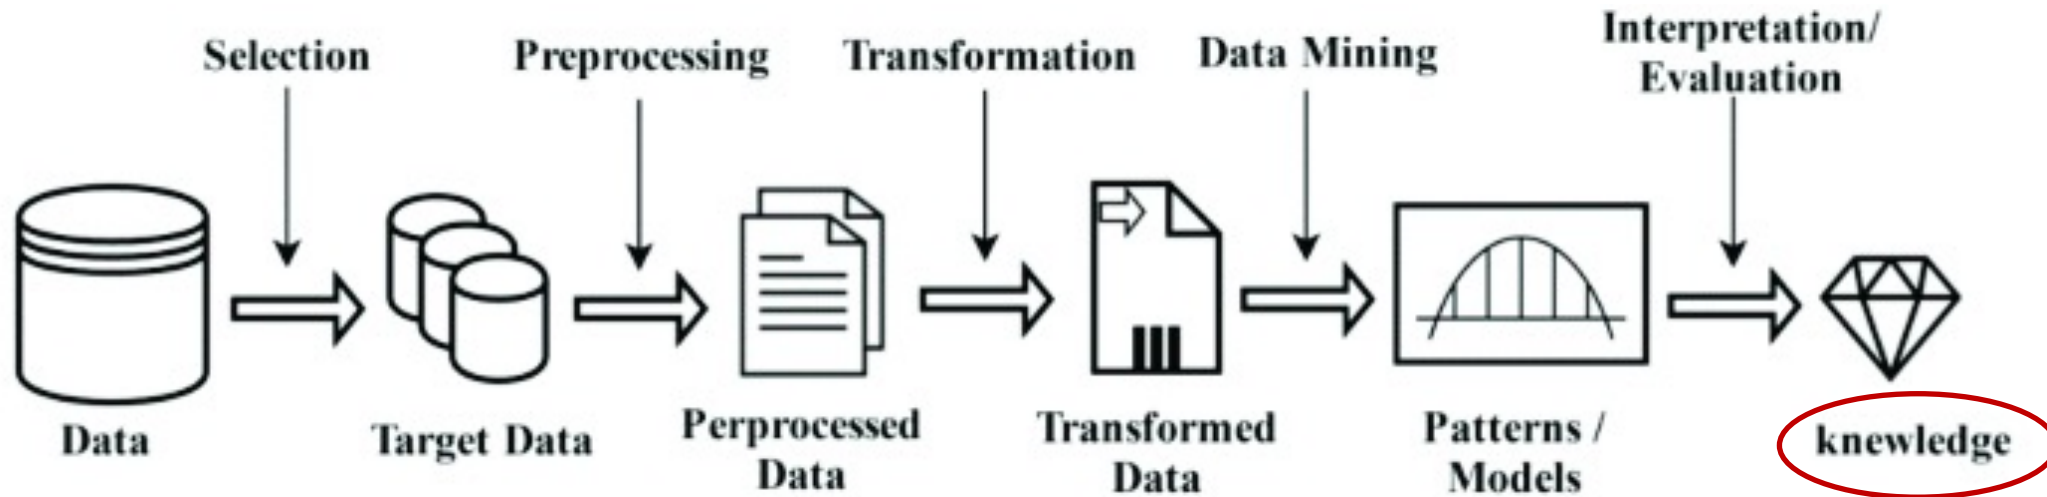 Selection
Preprocessing
Transformation
Data Mining
Interpretation/
Evaluation
Data
Target Data
Perprocessed
Data
Transformed
Data
Patterns /
Models
knewledge